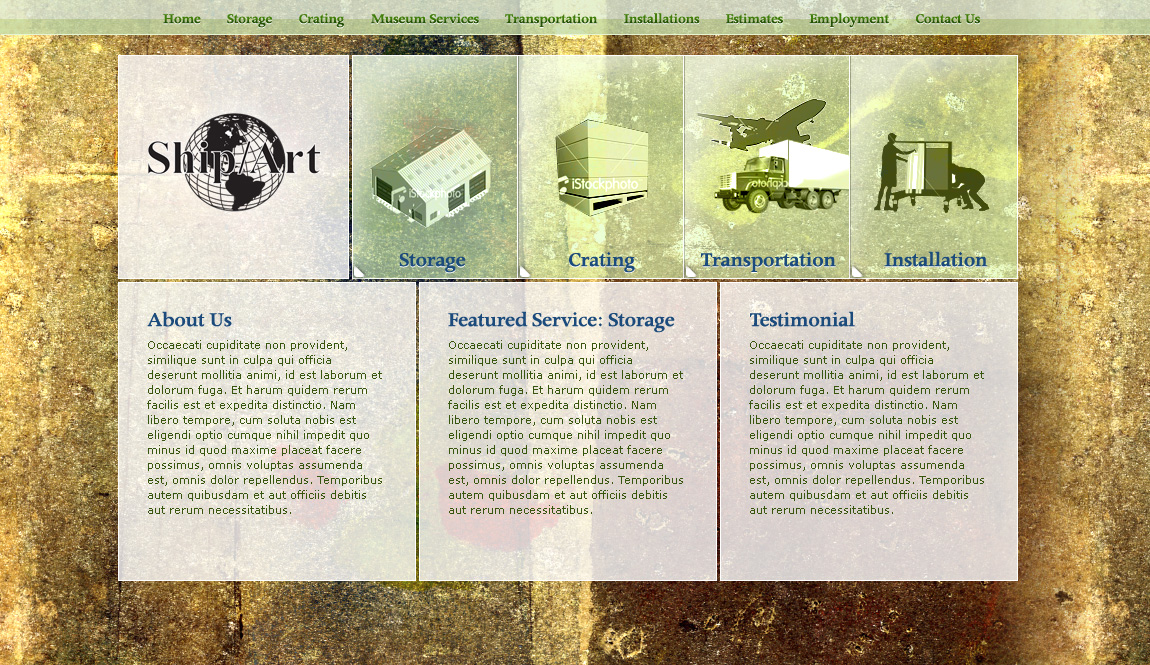 Home Storage Crating Museum Services Transportation Installations Estimates Employment Contact Us
Ship/Art
iStockphoto
iStockphoto
Storage
Crating
Transportation
Installation
About Us
Occaecati cupiditate non provident,
similique sunt in culpa qui officia
deserunt mollitia animi, id est laborum et
dolorum fuga. Et harum quidem rerum
facilis est et expedita distinctio. Nam
libero tempore, cum soluta nobis est
eligendi optio cumque nihil impedit quo
minus id quod maxime placeat facere
possimus, omnis voluptas assumenda
est, omnis dolor repellendus. Temporibus
autem quibusdam et aut officiis debitis
aut rerum necessitatibus.
Featured Service: Storage
Occaecati cupiditate non provident,
similique sunt in culpa qui officia
deserunt mollitia animi, id est laborum et
dolorum fuga. Et harum quidem rerum
facilis est et expedita distinctio. Nam
libero tempore, cum soluta nobis est
eligendi optio cumque nihil impedit quo
minus id quod maxime placeat facere
possimus, omnis voluptas assumenda
est, omnis dolor repellendus. Temporibus
autem quibusdam et aut officiis debitis
aut rerum necessitatibus.
Testimonial
Occaecati cupiditate non provident,
similique sunt in culpa qui officia
deserunt mollitia animi, id est laborum et
dolorum fuga. Et harum quidem rerum
facilis est et expedita distinctio. Nam
libero tempore, cum soluta nobis est
eligendi optio cumque nihil impedit quo
minus id quod maxime placeat facere
possimus, omnis voluptas assumenda
est, omnis dolor repellendus. Temporibus
autem quibusdam et aut officiis debitis
aut rerum necessitatibus.